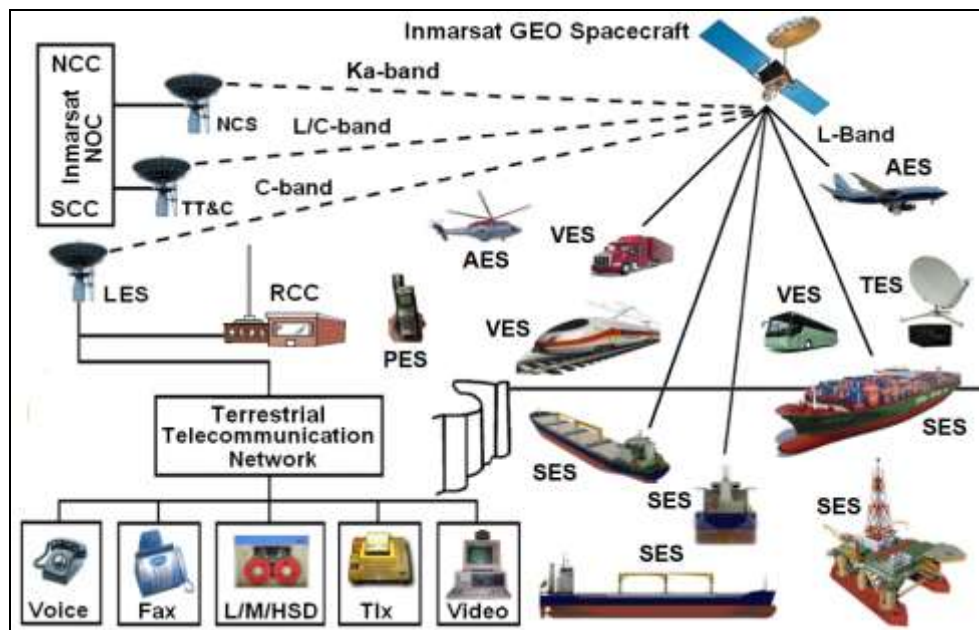 Inmarsat GEO Spacecraft
NCC
Inmarsat
NOC
SCC
Ka-band
NCS
L/C-band
TT&C
C-band
LES
L-Band
AES
AES
VES
RCC
PES
VES
VES
TES
Terrestrial
Telecommunication
Network
SES
SES
SES
SES
SES
Voice
Fax
L/M/HSD
Tlx
Video